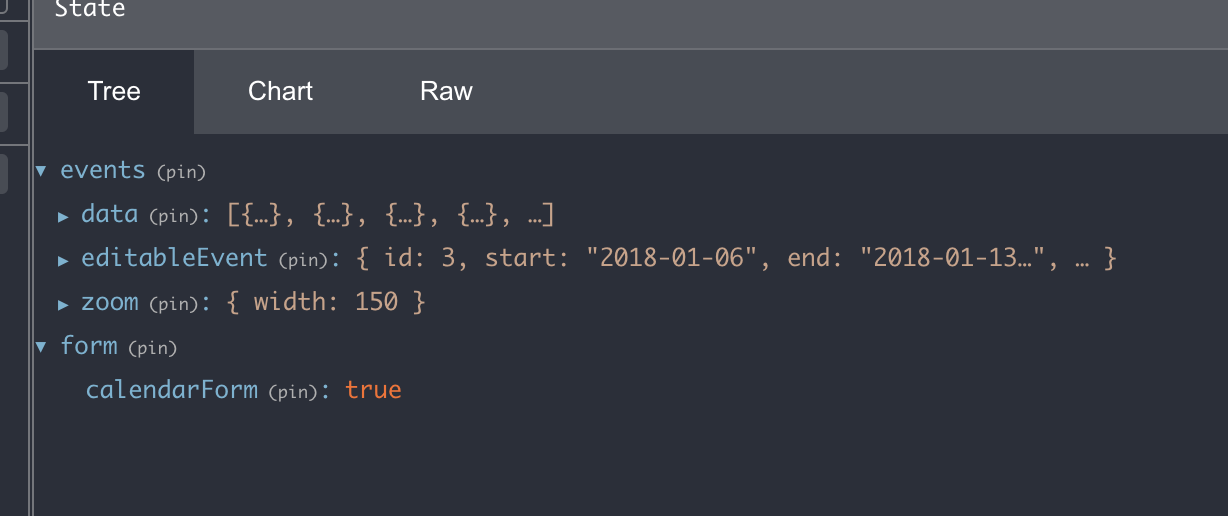 State
Tree Chart Raw
▼ events (pin)
▶ data (pin): [{…}, {…}, {…}, {…}, …]
▶ editableEvent (pin): { id: 3, start: "2018-01-06", end: "2018-01-13…", … }
▶ zoom (pin): { width: 150 }
▼ form (pin)
calendarForm (pin): true